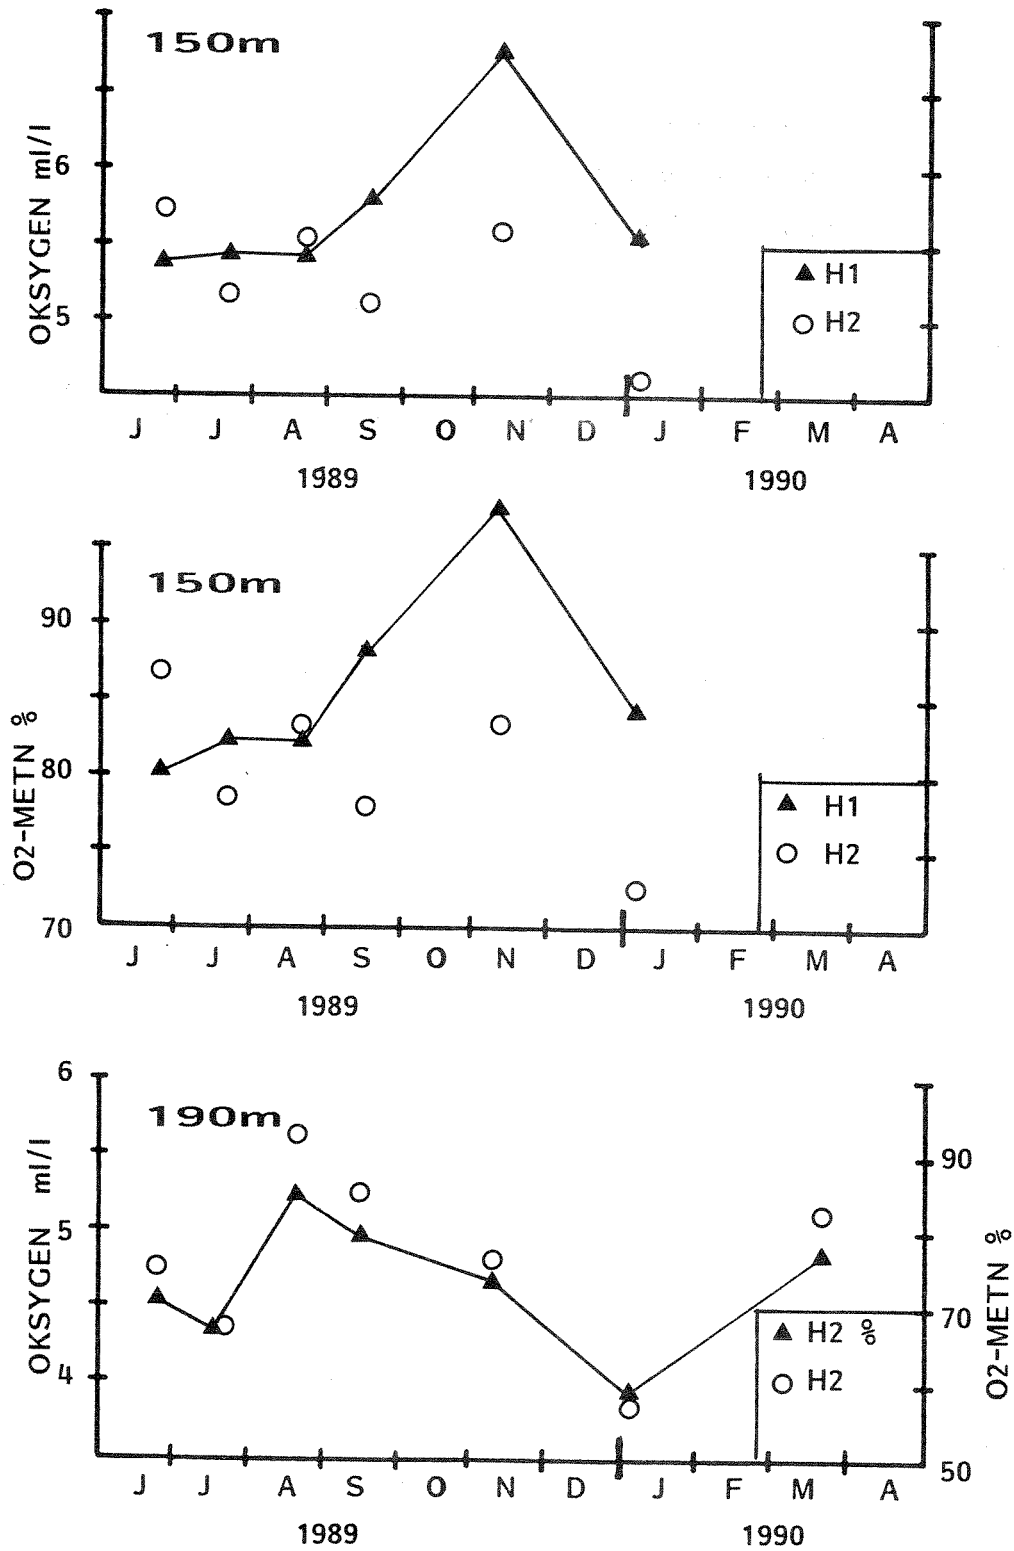 150m
OKSYGEN ml/l
6
5
▲ H1
○ H2
J J A S O N D J F M A
1989 1990
150m
O2-METN %
90
80
70
▲ H1
○ H2
J J A S O N D J F M A
1989 1990
190m
OKSYGEN ml/l
6
5
4
90
70
50
O2-METN %
▲ H2 %
○ H2
J J A S O N D J F M A
1989 1990